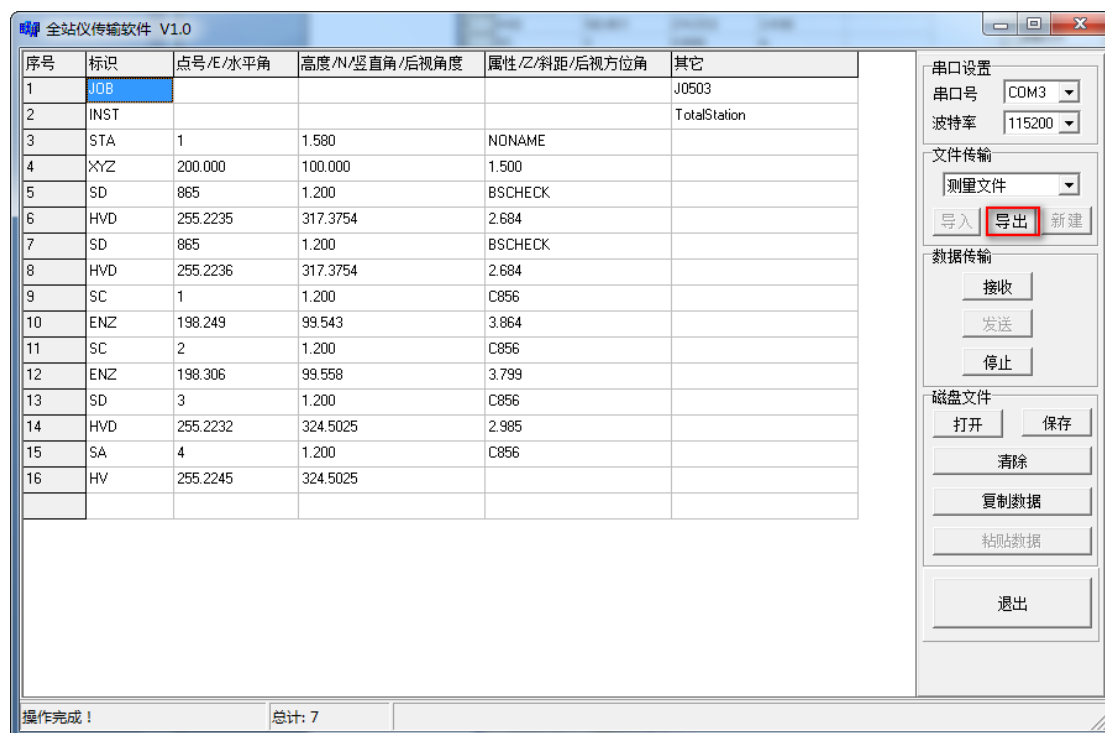 全站仪传输软件 V1.0
序号 标识 点号/E/水平角 高度/N/竖直角/后视角度 属性/Z/斜距/后视方位角 其它
1 JOB J0503
2 INST TotalStation
3 STA 1 1.580 NONAME
4 XYZ 200.000 100.000 1.500
5 SD 865 1.200 BSCHECK
6 HVD 255.2235 317.3754 2.684
7 SD 865 1.200 BSCHECK
8 HVD 255.2236 317.3754 2.684
9 SC 1 1.200 C856
10 ENZ 198.249 99.543 3.864
11 SC 2 1.200 C856
12 ENZ 198.306 99.558 3.799
13 SD 3 1.200 C856
14 HVD 255.2232 324.5025 2.985
15 SA 4 1.200 C856
16 HV 255.2245 324.5025
串口设置
串口号 COM3
波特率 115200
文件传输
测量文件
导入 导出 新建
数据传输
接收
发送
停止
磁盘文件
打开 保存
清除
复制数据
粘贴数据
退出
操作完成！ 总计: 7